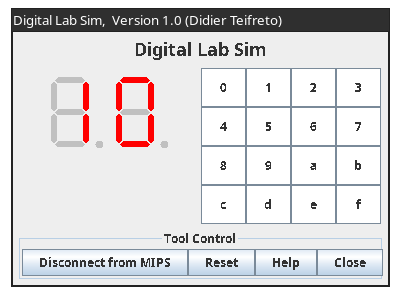 Digital Lab Sim, Version 1.0 (Didier Teifreto)
Digital Lab Sim
10
0 1 2 3
4 5 6 7
8 9 a b
c d e f
Tool Control
Disconnect from MIPS Reset Help Close